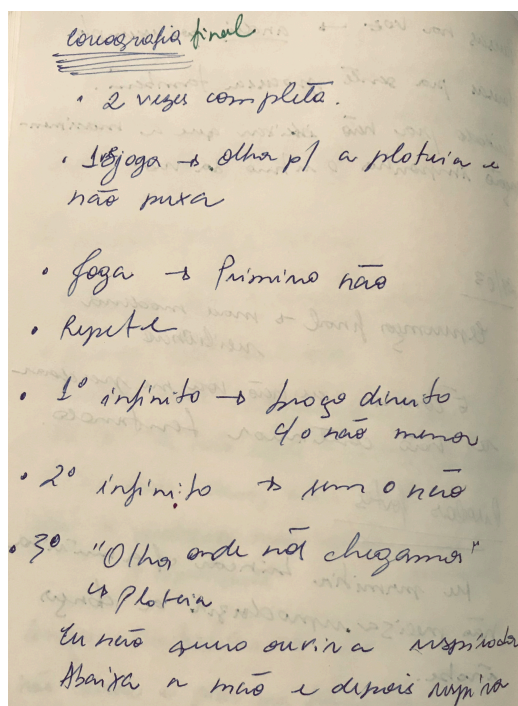 Coreografia final
• 2 vezes completa.
• 1º joga → olha p/ a plateia e
não puxa
• Joga → Primeiro não
• Repete
• 1º infinito → braço direito
c/ o não menor
• 2º infinito → sem o não
• 3º "Olha onde nós chegamos"
↳ Plateia
Eu não quero ouvir a respirada
Abaixa a mão e depois respira